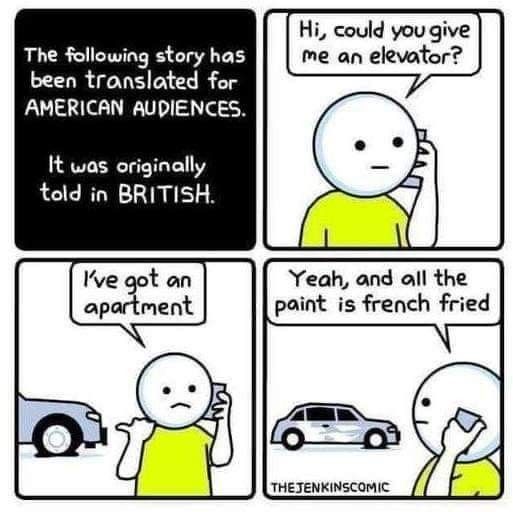 The following story has
been translated for
AMERICAN AUDIENCES.
It was originally
told in BRITISH.
Hi, could you give
me an elevator?
I've got an
apartment
Yeah, and all the
paint is french fried
THEJENKINSCOMIC